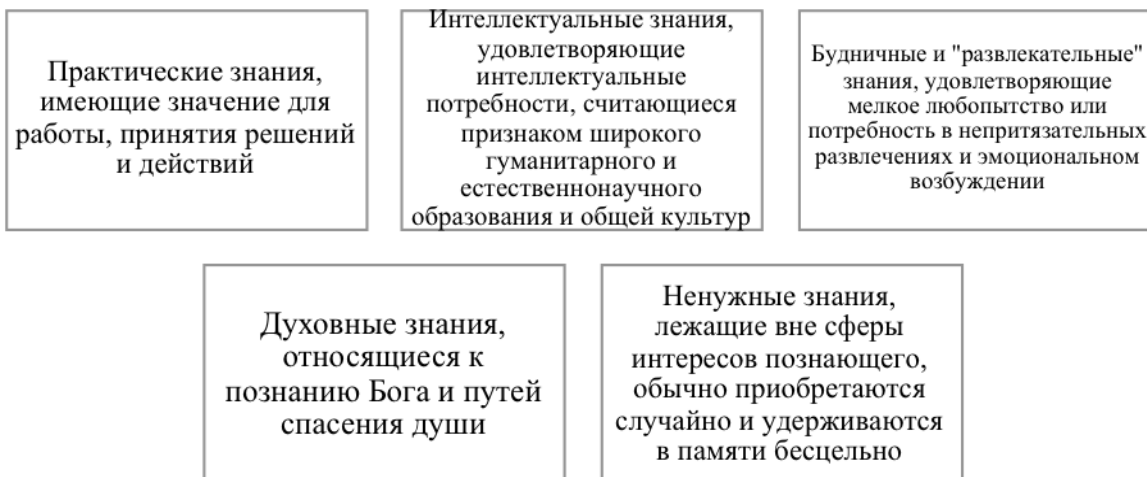 Практические знания,
имеющие значение для
работы, принятия решений
и действий
Интеллектуальные знания,
удовлетворяющие
интеллектуальные
потребности, считающиеся
признаком широкого
гуманитарного и
естественнонаучного
образования и общей культур
Будничные и "развлекательные"
знания, удовлетворяющие
мелкое любопытство или
потребность в непритязательных
развлечениях и эмоциональном
возбуждении
Духовные знания,
относящиеся к
познанию Бога и путей
спасения души
Ненужные знания,
лежащие вне сферы
интересов познающего,
обычно приобретаются
случайно и удерживаются
в памяти бесцельно